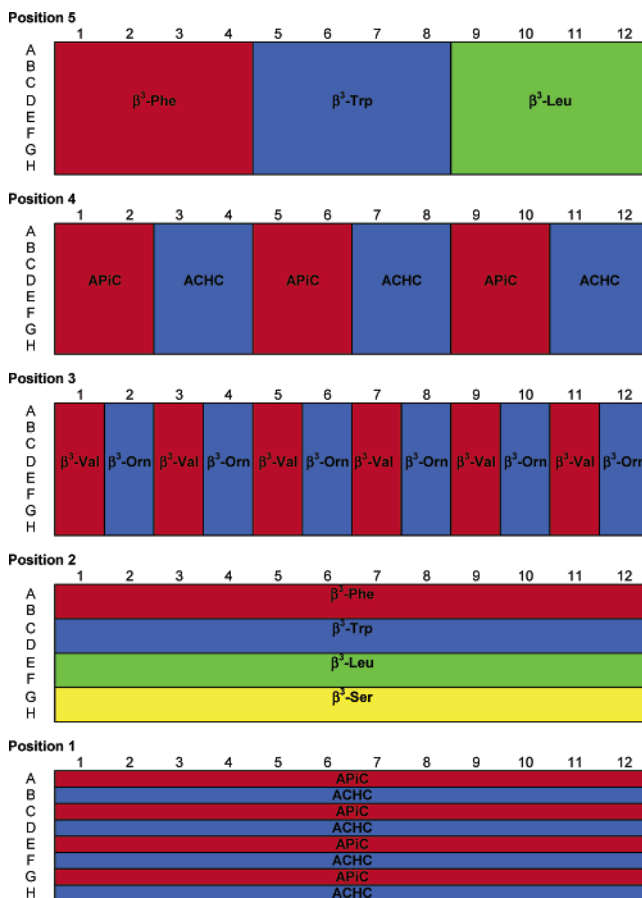 Position 5
1 2 3 4 5 6 7 8 9 10 11 12
A
B
C
D β³-Phe β³-Trp β³-Leu
E
F
G
H
Position 4
1 2 3 4 5 6 7 8 9 10 11 12
A
B
C
D APiC ACHC APiC ACHC APiC ACHC
E
F
G
H
Position 3
1 2 3 4 5 6 7 8 9 10 11 12
A
B
C
D β³-Val β³-Orn β³-Val β³-Orn β³-Val β³-Orn β³-Val β³-Orn β³-Val β³-Orn β³-Val β³-Orn
E
F
G
H
Position 2
1 2 3 4 5 6 7 8 9 10 11 12
A β³-Phe
B
C β³-Trp
D
E β³-Leu
F
G β³-Ser
H
Position 1
1 2 3 4 5 6 7 8 9 10 11 12
A APiC
B ACHC
C APiC
D ACHC
E APiC
F ACHC
G APiC
H ACHC